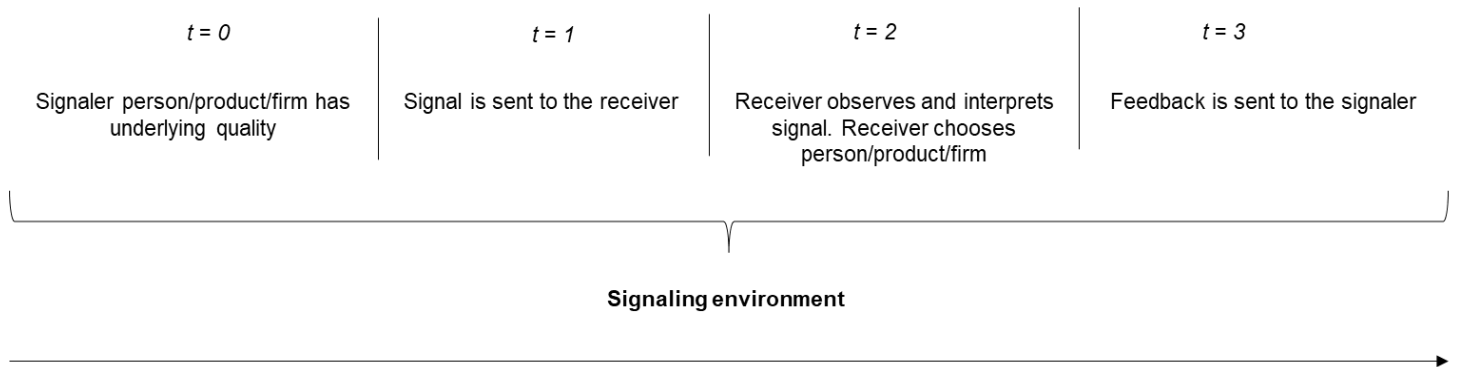 t = 0
t = 1
t = 2
t = 3
Signaler person/product/firm has
underlying quality
Signal is sent to the receiver
Receiver observes and interprets
signal. Receiver chooses
person/product/firm
Feedback is sent to the signaler
Signaling environment